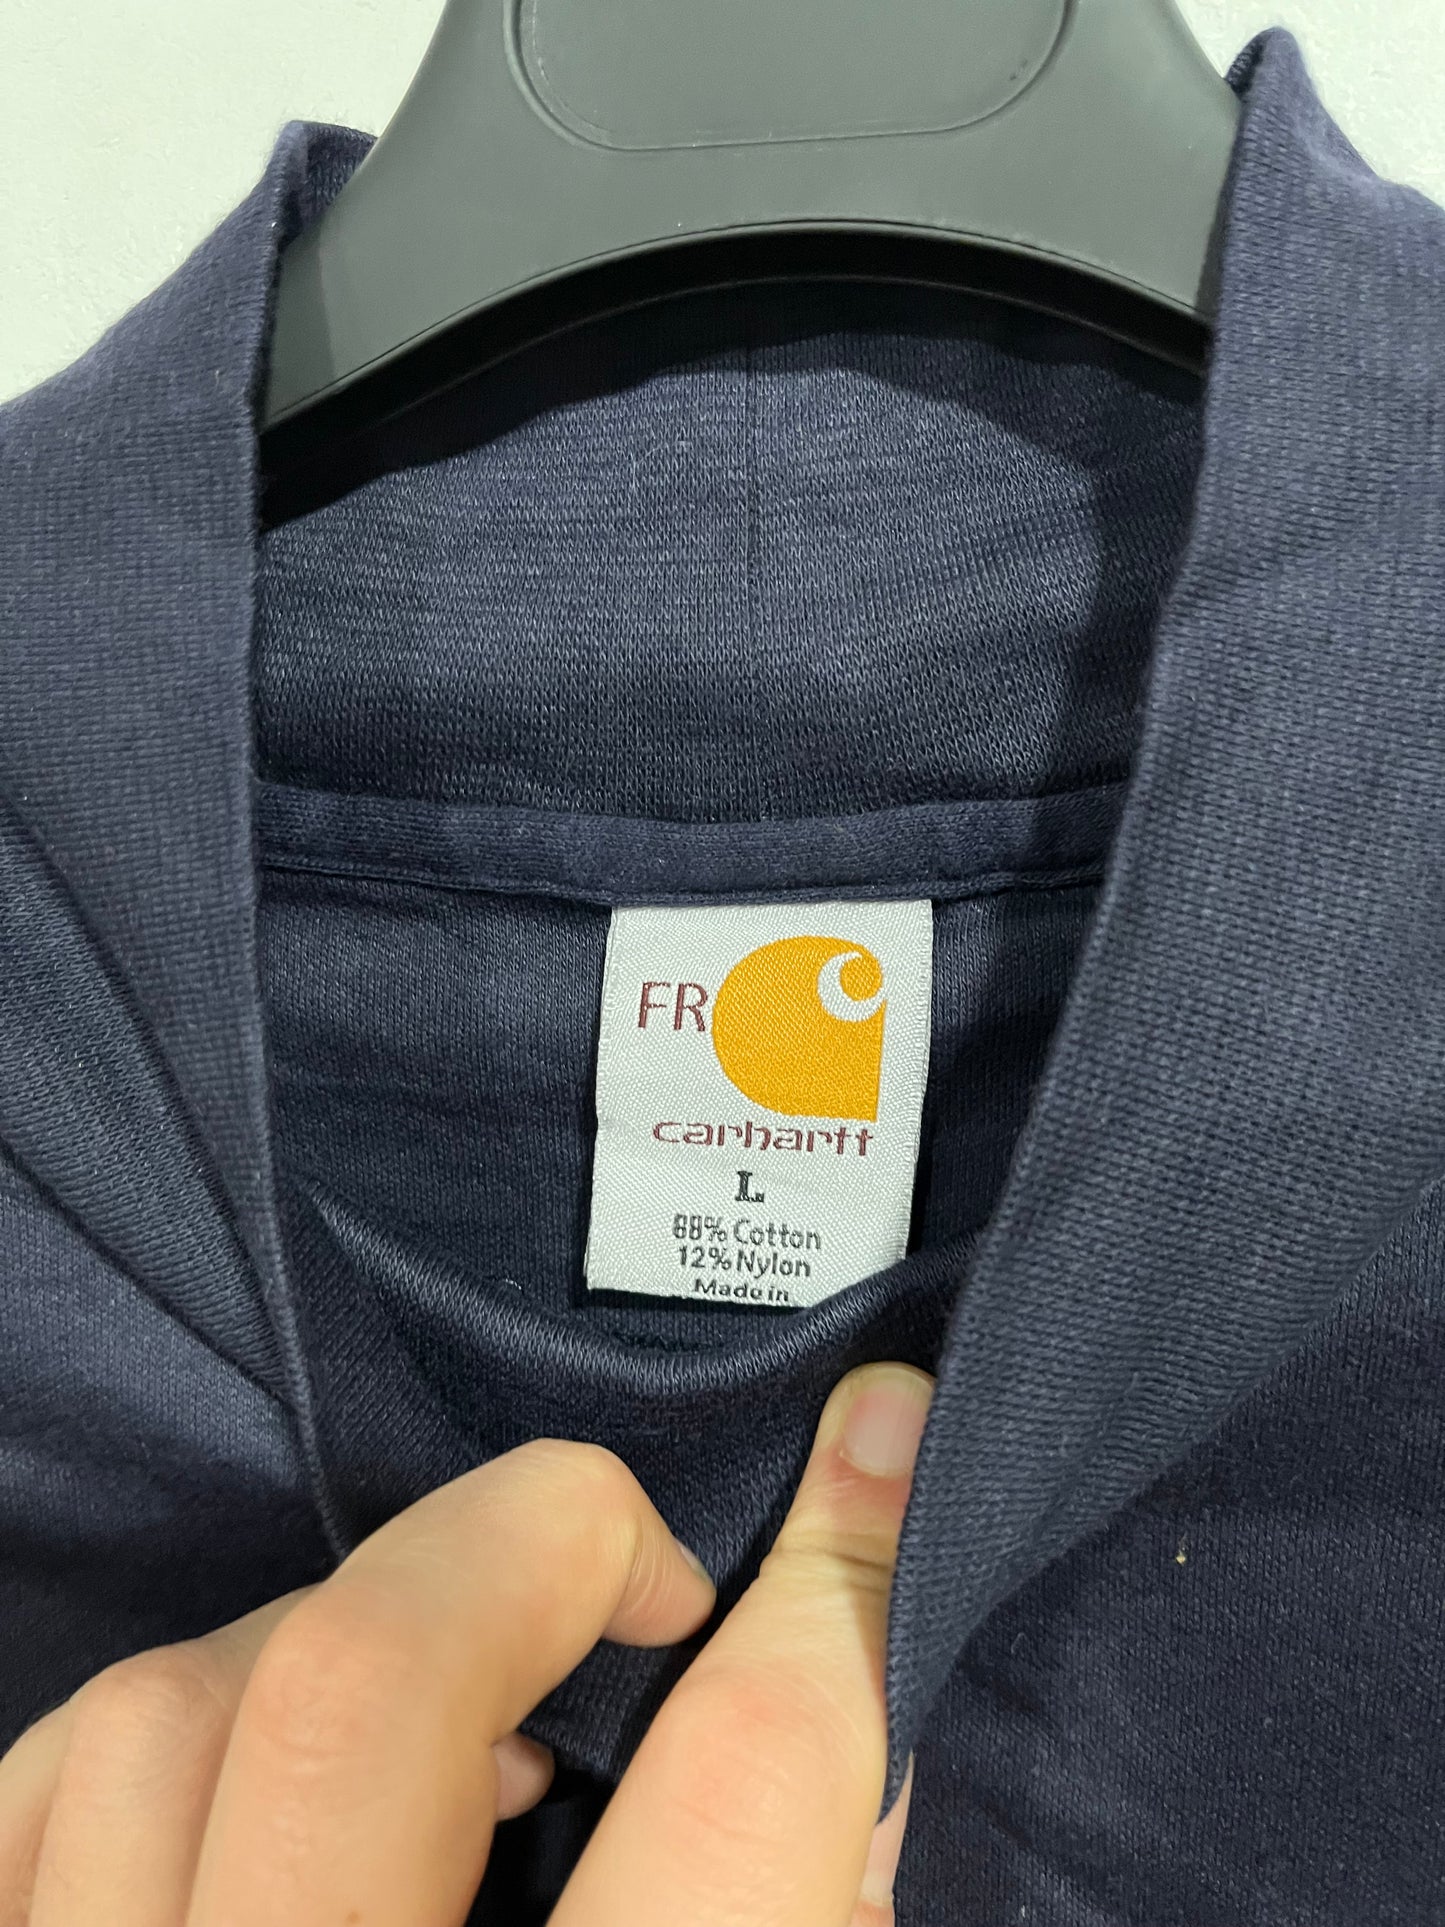 FR
carhartt
L
88% Cotton
12% Nylon
Made in